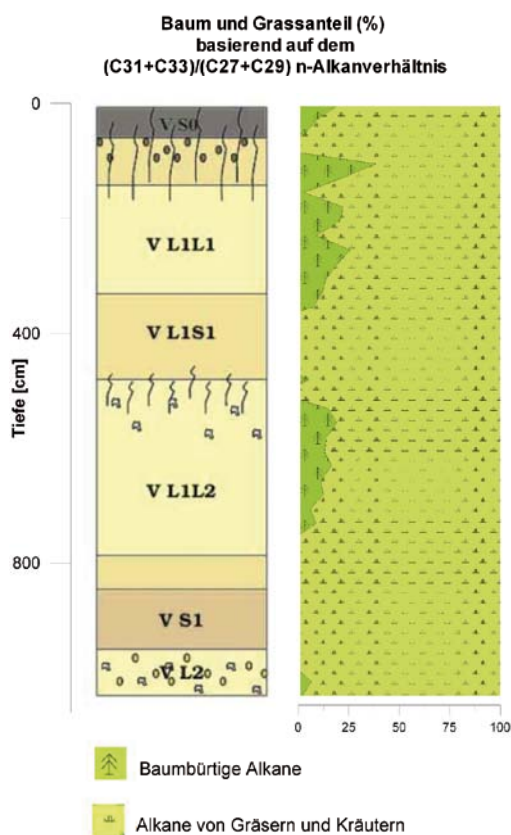 Baum und Grassanteil (%)
basierend auf dem
(C31+C33)/(C27+C29) n-Alkanverhältnis
0
V S0
V L1L1
V L1S1
400
Tiefe [cm]
V L1L2
800
V S1
V L2
0 25 50 75 100
Baumbürtige Alkane
Alkane von Gräsern und Kräutern